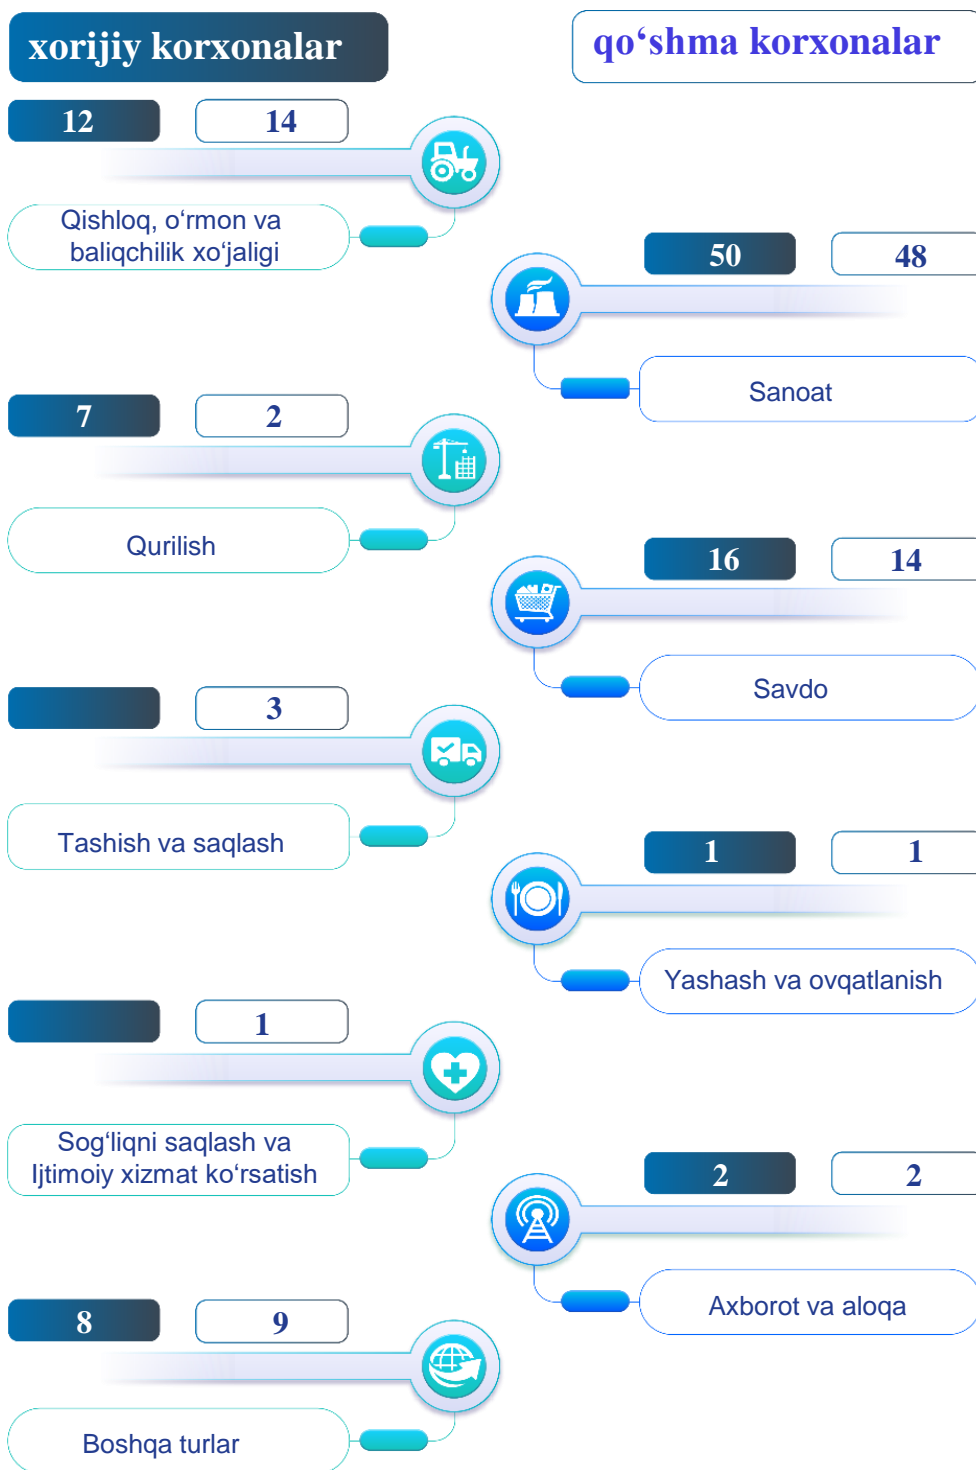 xorijiy korxonalar
qo‘shma korxonalar
12
14
Qishloq, o‘rmon va
baliqchilik xo‘jaligi
50
48
Sanoat
7
2
Qurilish
16
14
Savdo
3
Tashish va saqlash
1
1
Yashash va ovqatlanish
1
Sog‘liqni saqlash va
Ijtimoiy xizmat ko‘rsatish
2
2
Axborot va aloqa
8
9
Boshqa turlar